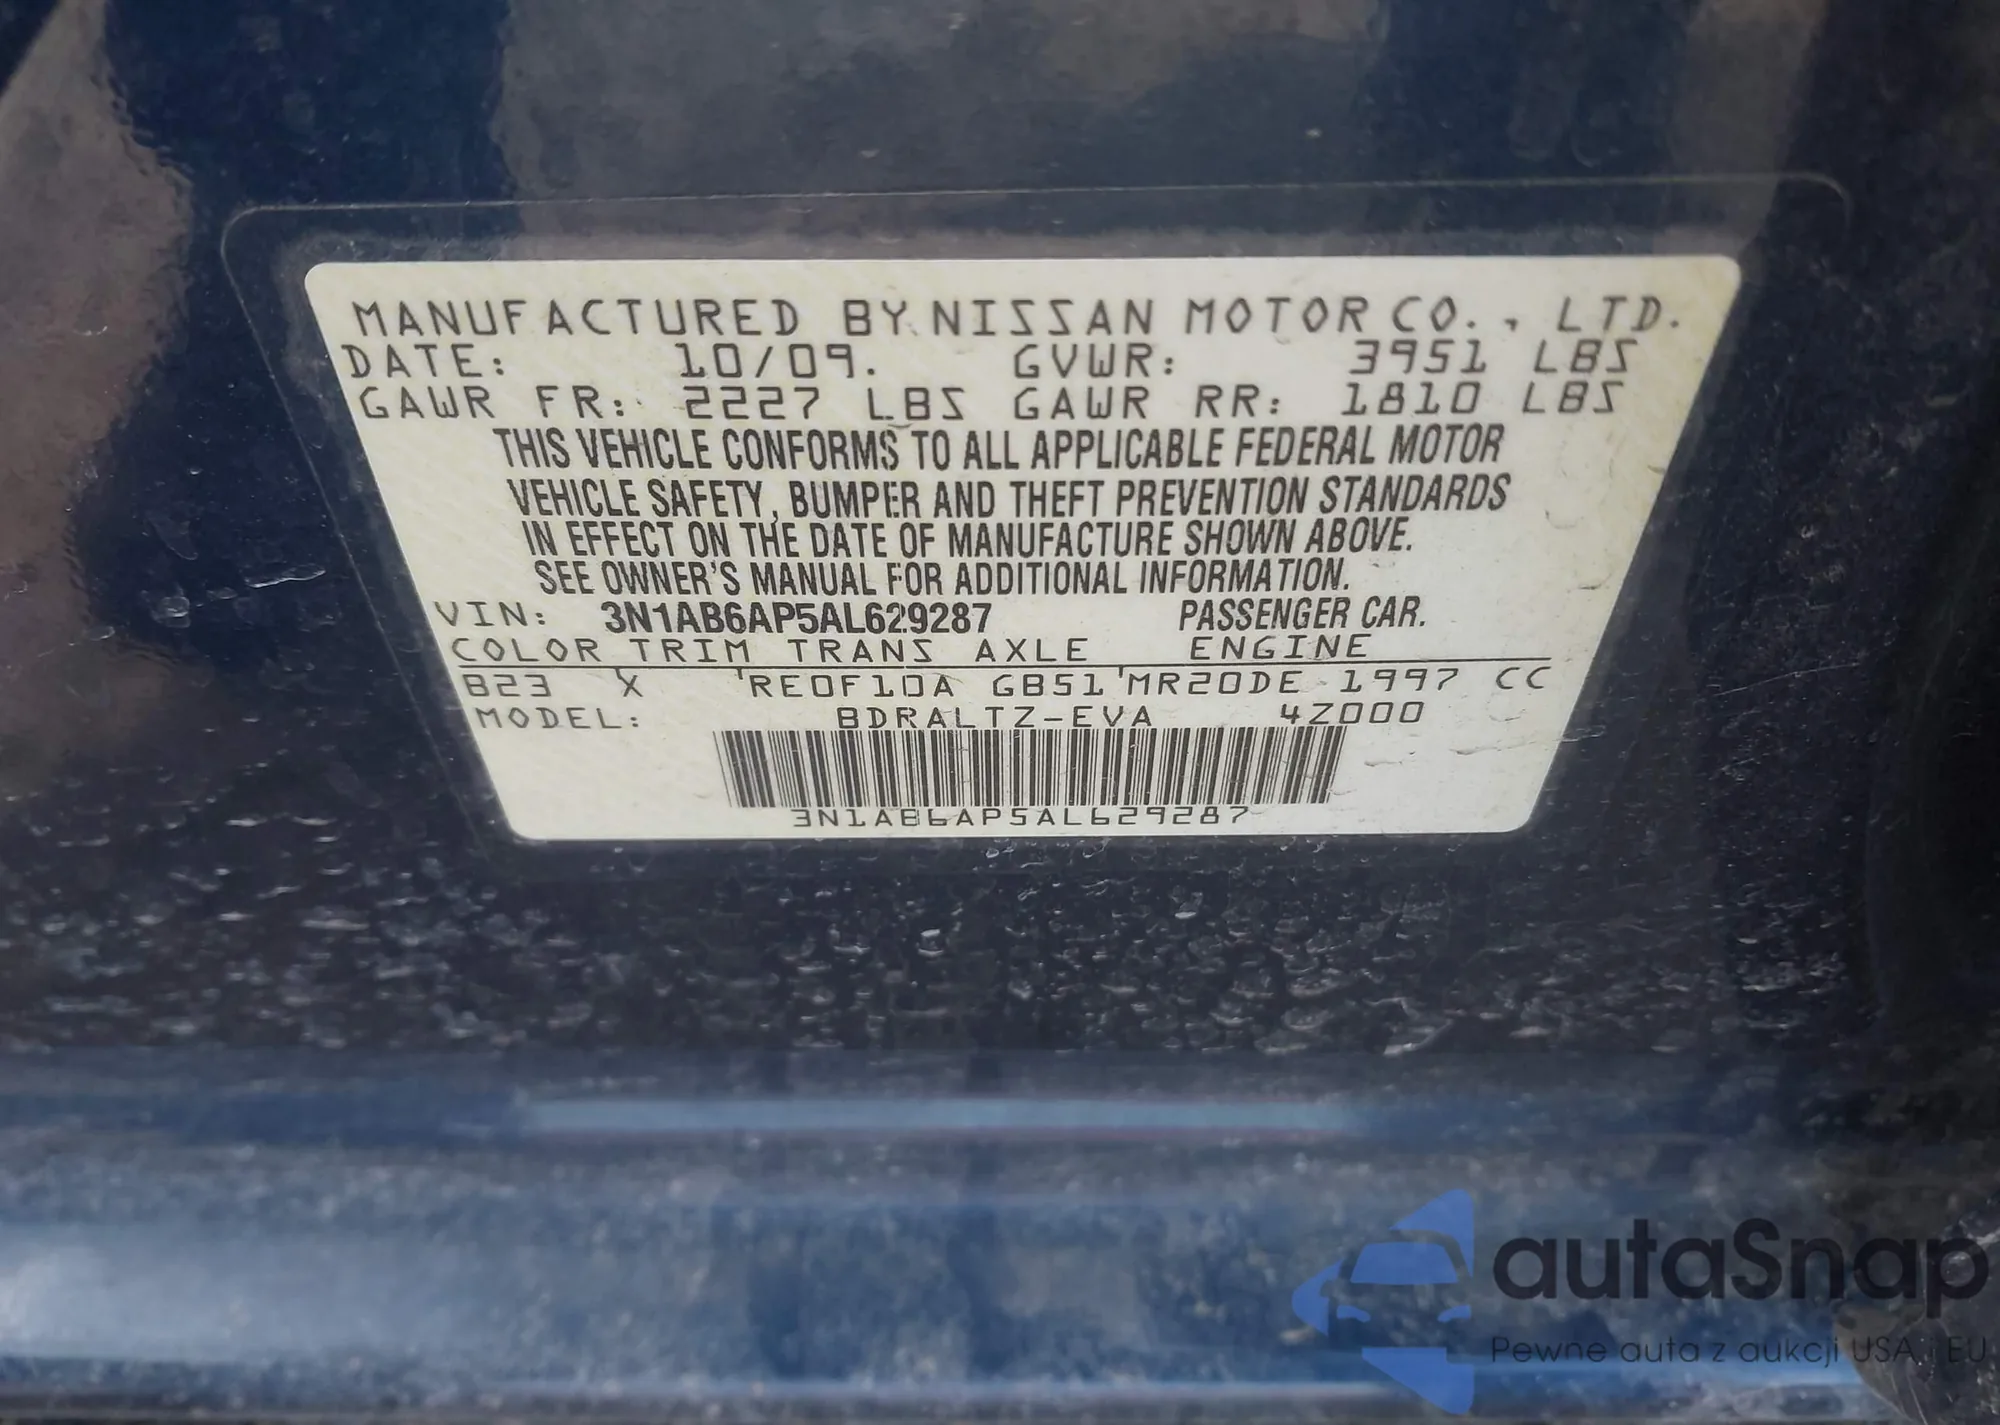 MANUFACTURED BY NISSAN MOTOR CO., LTD.
DATE: 10/09. GVWR: 3951 LBS
GAWR FR: 2227 LBS GAWR RR: 1810 LBS
THIS VEHICLE CONFORMS TO ALL APPLICABLE FEDERAL MOTOR
VEHICLE SAFETY, BUMPER AND THEFT PREVENTION STANDARDS
IN EFFECT ON THE DATE OF MANUFACTURE SHOWN ABOVE.
SEE OWNER'S MANUAL FOR ADDITIONAL INFORMATION.
VIN: 3N1AB6AP5AL629287 PASSENGER CAR.
COLOR TRIM TRANS AXLE ENGINE
B23 X RE0F10A GB51 MR20DE 1997 CC
MODEL: BDRALTZ-EVA 4Z000
3N1AB6AP5AL629287
autaSnap
Pewne auta z aukcji USA i EU